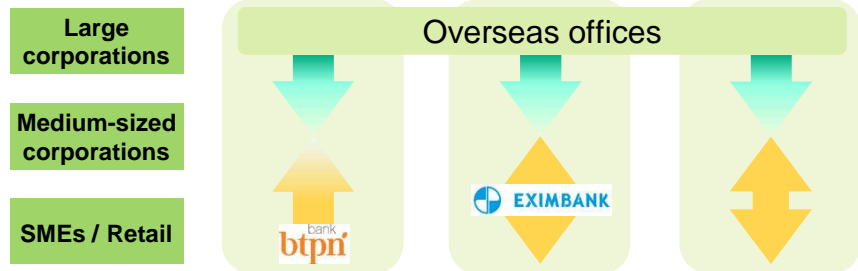 Large
corporations
Overseas offices
Medium-sized
corporations
EXIMBANK
SMEs / Retail
bank
btpn